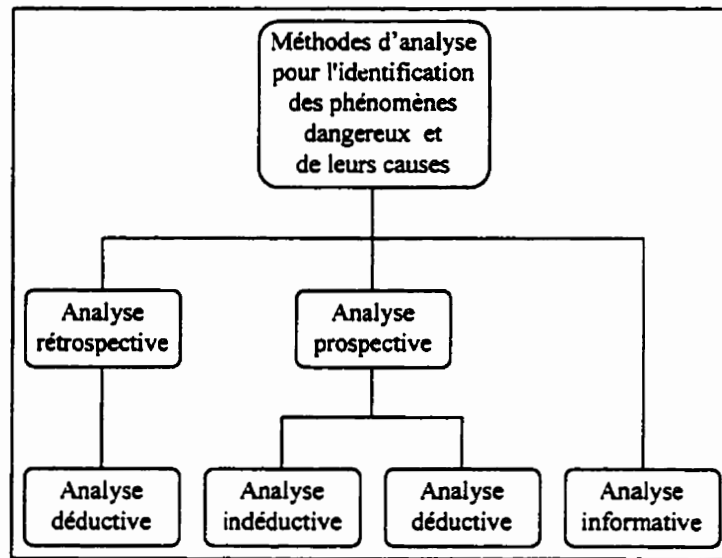 Méthodes d'analyse
pour l'identification
des phénomènes
dangereux et
de leurs causes
Analyse
rétrospective
Analyse
prospective
Analyse
déductive
Analyse
indéductive
Analyse
déductive
Analyse
informative